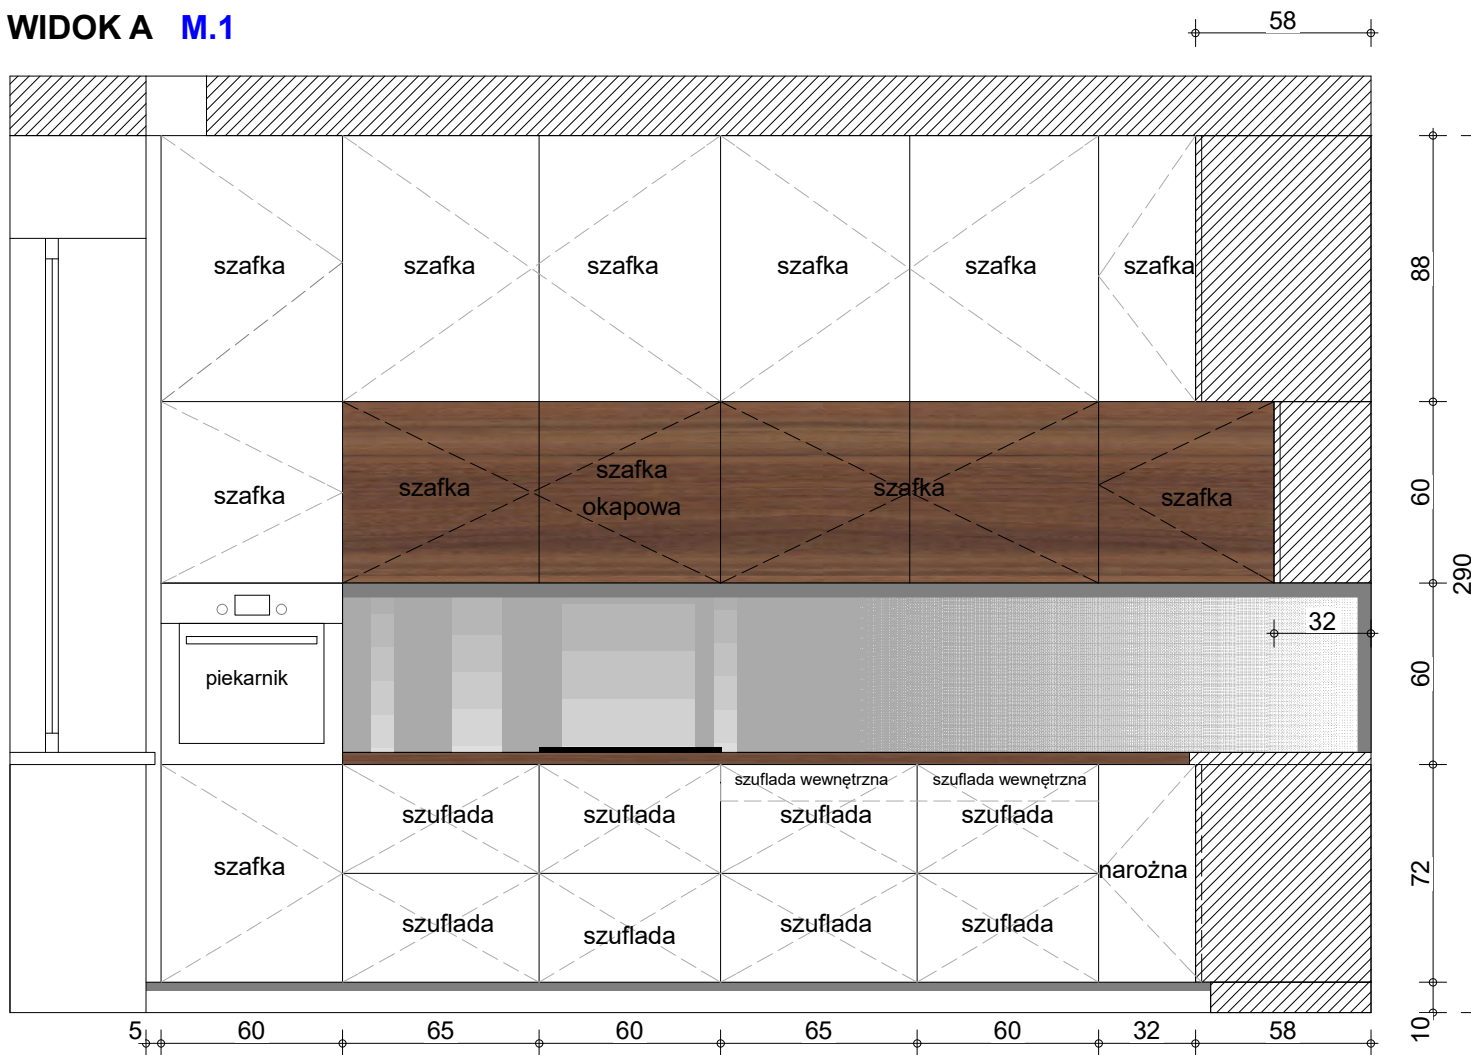 WIDOK A M.1
58
szafka szafka szafka szafka szafka szafka
88
szafka szafka szafka szafka szafka
okapowa
60
290
32
piekarnik
60
szuflada wewnętrzna szuflada wewnętrzna
szuflada szuflada szuflada szuflada
szafka narożna
72
szuflada szuflada szuflada szuflada
10
5 60 65 60 65 60 32 58